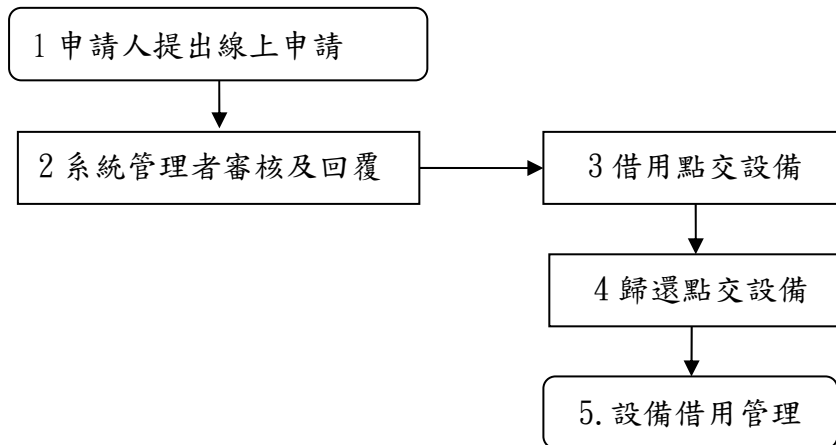 1 申請人提出線上申請
2 系統管理者審核及回覆
3 借用點交設備
4 歸還點交設備
5. 設備借用管理